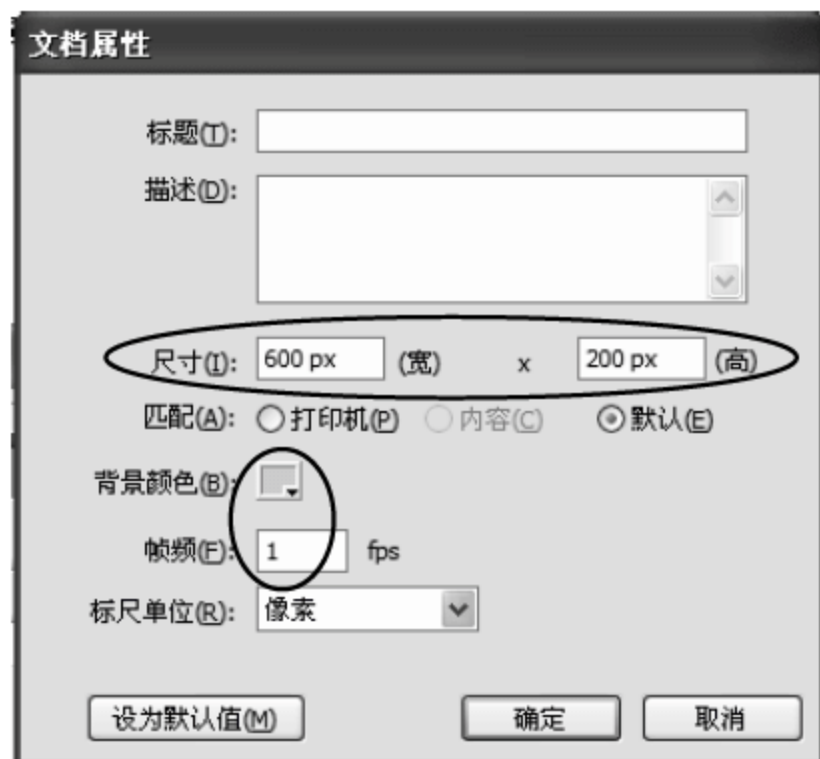 文档属性
标题(T):
描述(D):
尺寸(I): 600 px (宽) x 200 px (高)
匹配(A): 打印机(P) 内容(C) 默认(E)
背景颜色(B):
帧频(F): 1 fps
标尺单位(R): 像素
设为默认值(M) 确定 取消